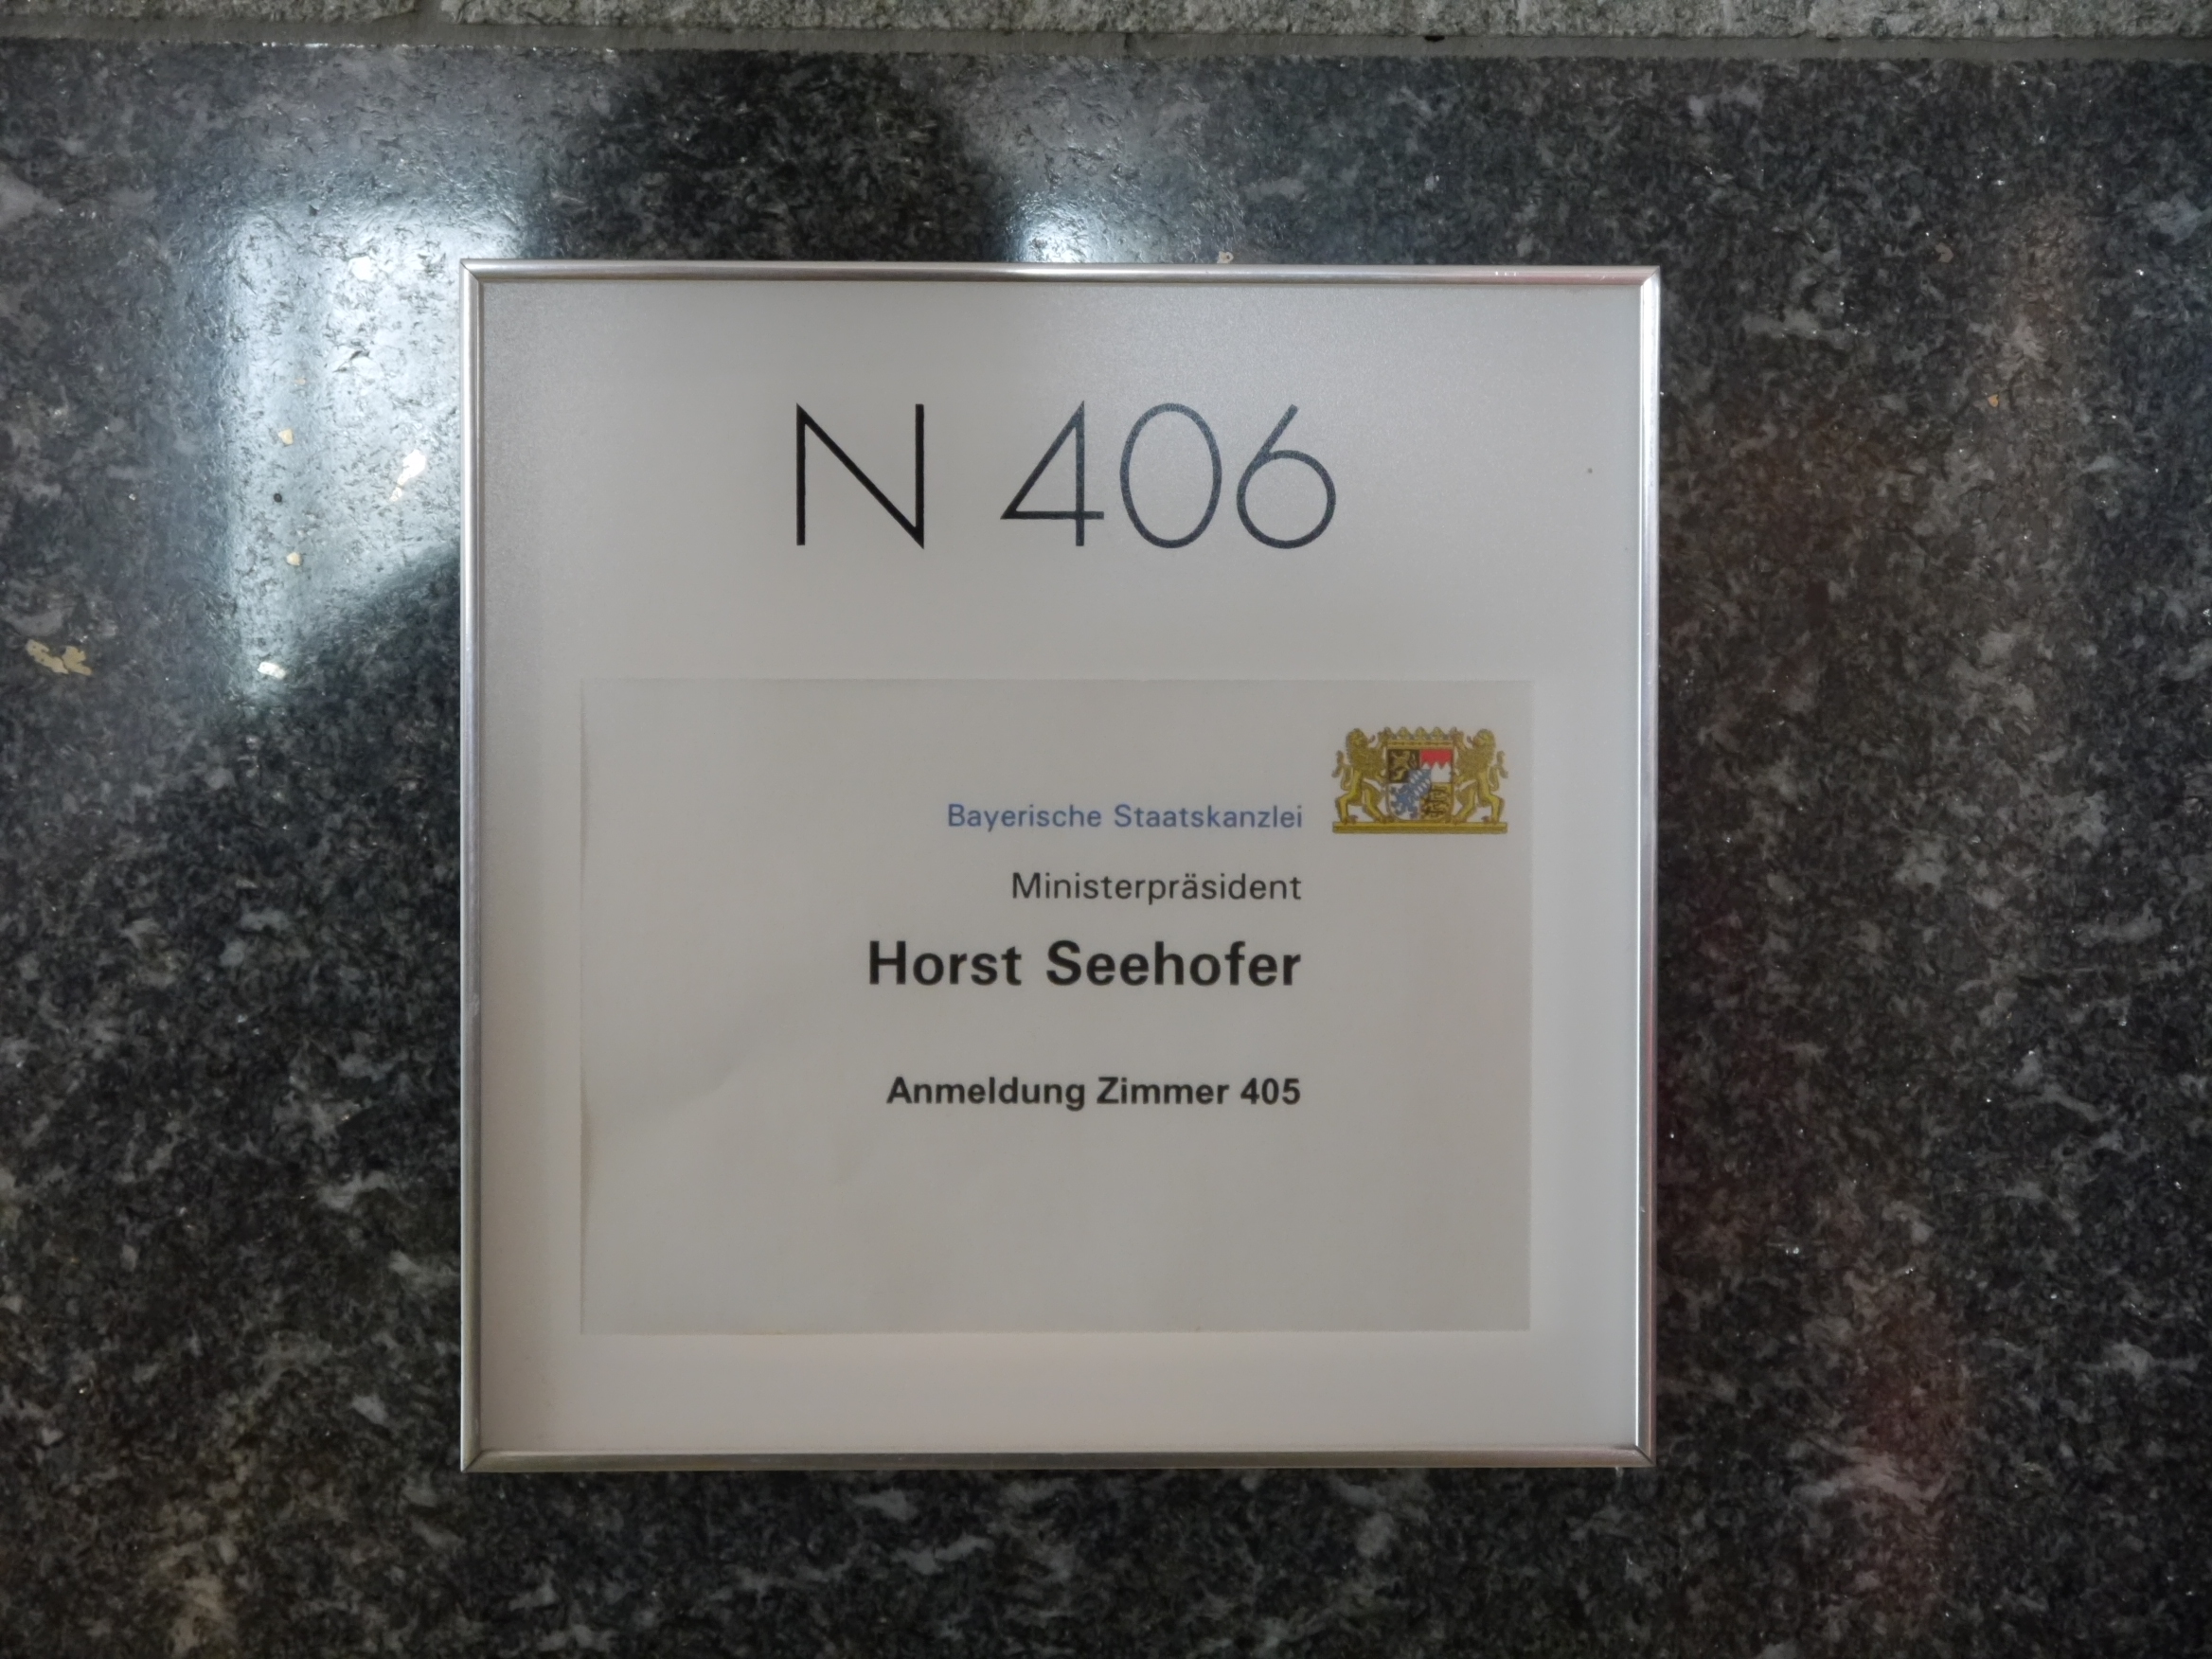 N 406
Bayerische Staatskanzlei
Ministerpräsident
Horst Seehofer
Anmeldung Zimmer 405